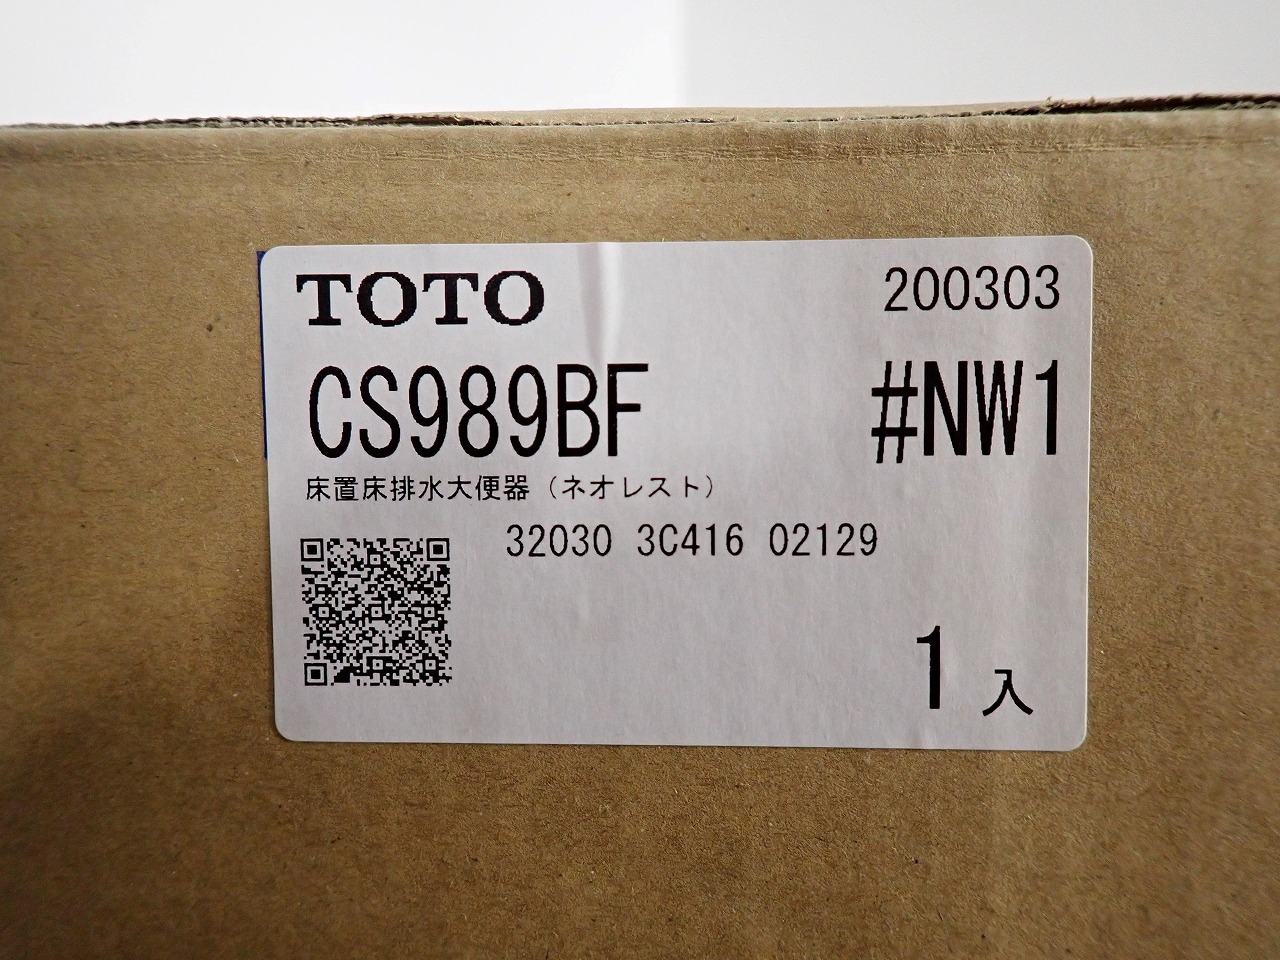 TOTO 200303
CS989BF #NW1
床置床排水大便器（ネオレスト）
32030 3C416 02129
1入